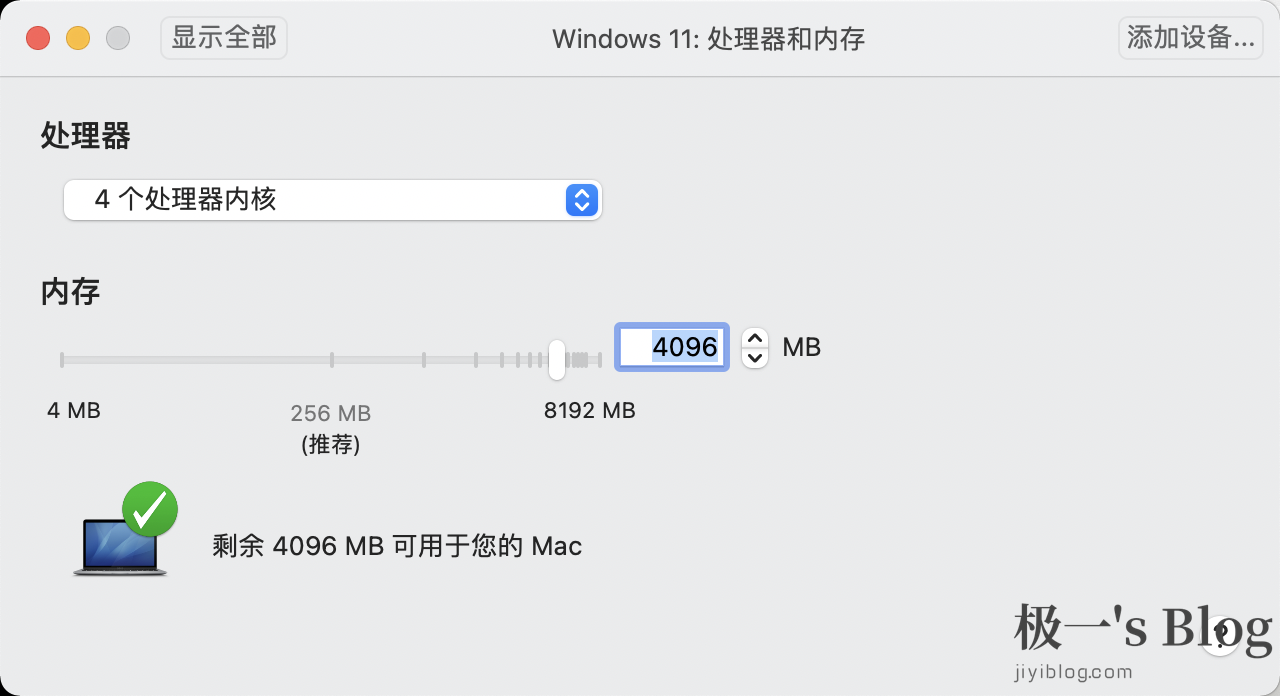 显示全部
Windows 11: 处理器和内存
添加设备...
处理器
4 个处理器内核
内存
4096 MB
4 MB
256 MB
(推荐)
8192 MB
剩余 4096 MB 可用于您的 Mac
极一's Blog
?
jiyiblog.com